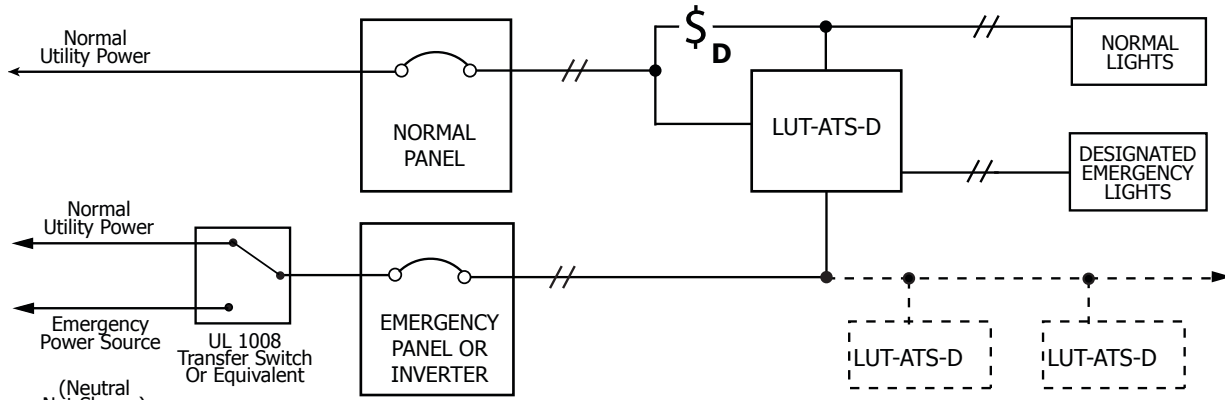 Normal
Utility Power
NORMAL
PANEL
$
D
LUT-ATS-D
NORMAL
LIGHTS
DESIGNATED
EMERGENCY
LIGHTS
Normal
Utility Power
Emergency
Power Source
UL 1008
Transfer Switch
Or Equivalent
EMERGENCY
PANEL OR
INVERTER
LUT-ATS-D
LUT-ATS-D
(Neutral